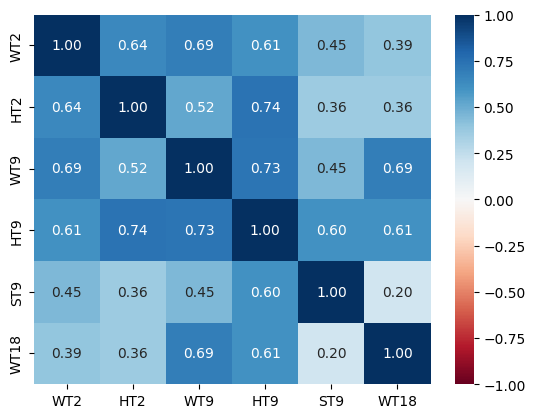 WT2 1.00 0.64 0.69 0.61 0.45 0.39
HT2 0.64 1.00 0.52 0.74 0.36 0.36
WT9 0.69 0.52 1.00 0.73 0.45 0.69
HT9 0.61 0.74 0.73 1.00 0.60 0.61
ST9 0.45 0.36 0.45 0.60 1.00 0.20
WT18 0.39 0.36 0.69 0.61 0.20 1.00
WT2 HT2 WT9 HT9 ST9 WT18
1.00
0.75
0.50
0.25
0.00
−0.25
−0.50
−0.75
−1.00